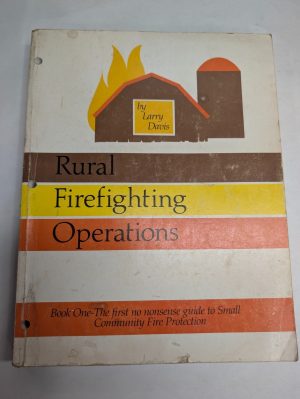 by
Larry
Davis
Rural
Firefighting
Operations
Book One-The first no nonsense guide to Small
Community Fire Protection